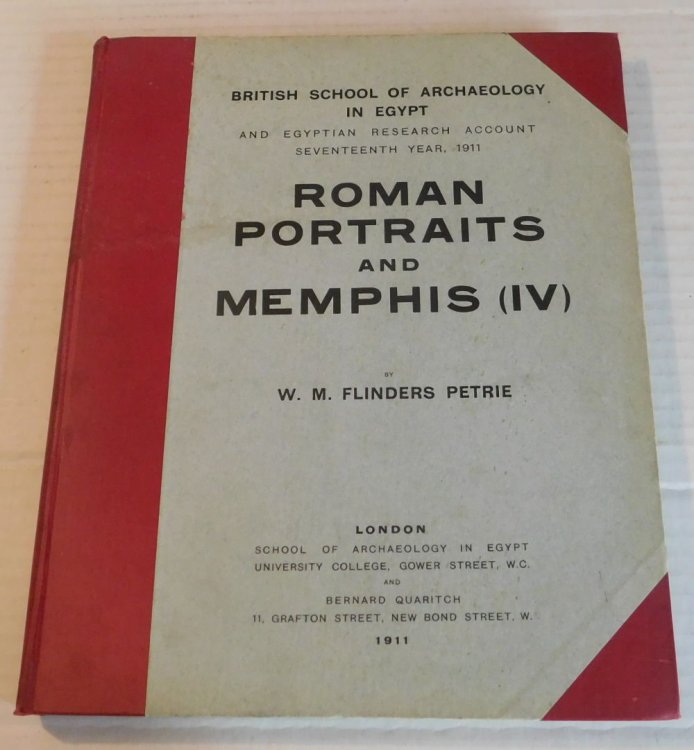 BRITISH SCHOOL OF ARCHAEOLOGY
IN EGYPT
AND EGYPTIAN RESEARCH ACCOUNT
SEVENTEENTH YEAR, 1911
ROMAN
PORTRAITS
AND
MEMPHIS (IV)
BY
W. M. FLINDERS PETRIE
LONDON
SCHOOL OF ARCHAEOLOGY IN EGYPT
UNIVERSITY COLLEGE, GOWER STREET, W.C.
AND
BERNARD QUARITCH
11, GRAFTON STREET, NEW BOND STREET, W.
1911